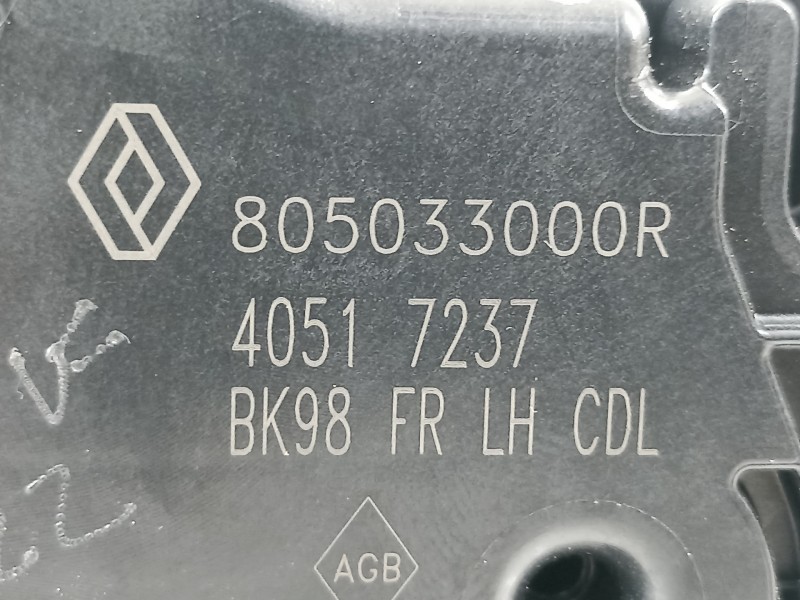 805033000R
4051 7237
BK98 FR LH CDL
AGB